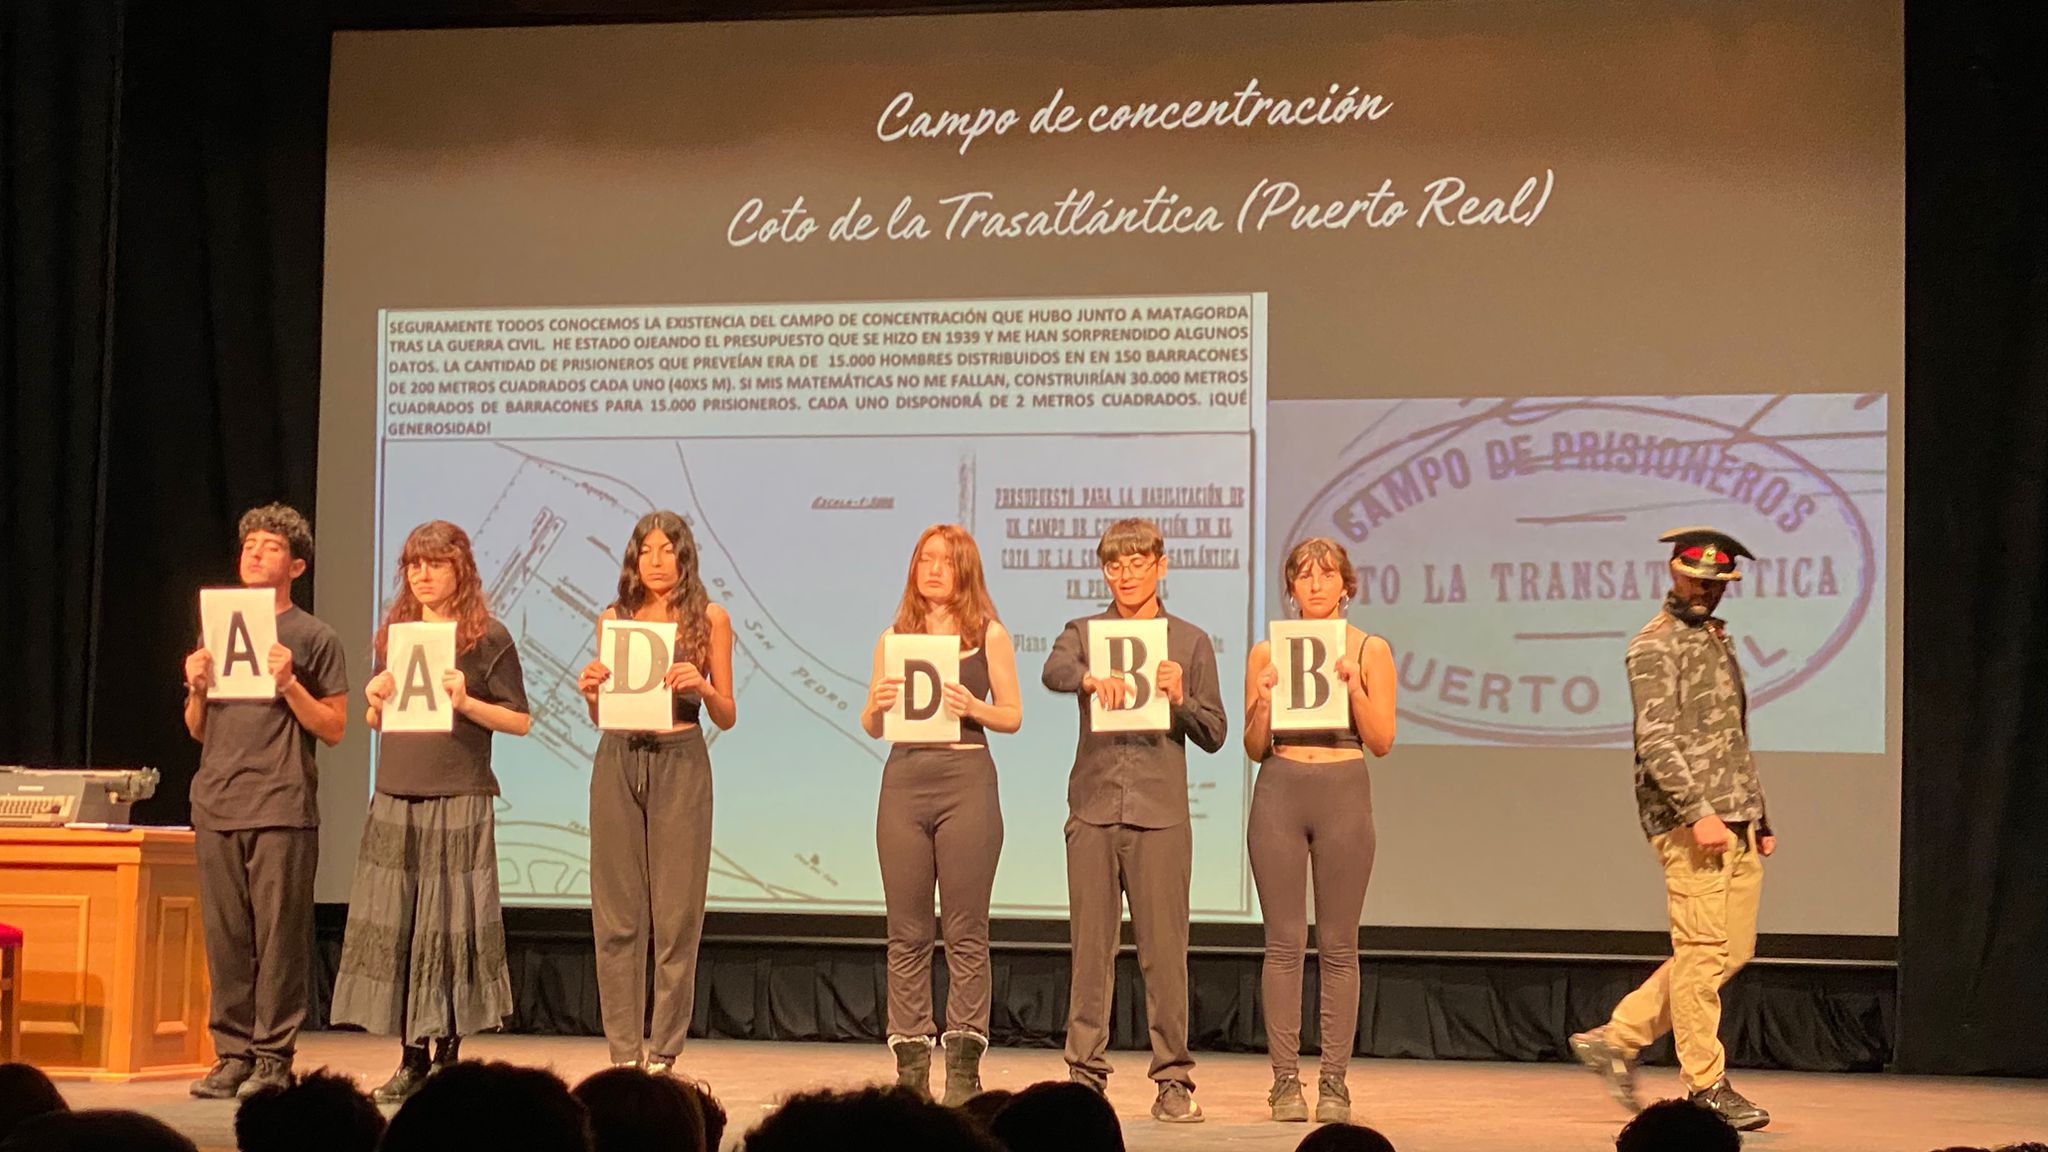 Campo de concentración
Coto de la Trasatlántica (Puerto Real)
SEGURAMENTE TODOS CONOCEMOS LA EXISTENCIA DEL CAMPO DE CONCENTRACIÓN QUE HUBO JUNTO A MATAGORDA
TRAS LA GUERRA CIVIL. HE ESTADO OJEANDO EL PRESUPUESTO QUE SE HIZO EN 1939 Y ME HAN SORPRENDIDO ALGUNOS
DATOS. LA CANTIDAD DE PRISIONEROS QUE PREVEÍAN ERA DE 15.000 HOMBRES DISTRIBUIDOS EN EN 150 BARRACONES
DE 200 METROS CUADRADOS CADA UNO (40X5 M). SI MIS MATEMÁTICAS NO ME FALLAN, CONSTRUIRÍAN 30.000 METROS
CUADRADOS DE BARRACONES PARA 15.000 PRISIONEROS. CADA UNO DISPONDRÁ DE 2 METROS CUADRADOS. ¡QUÉ
GENEROSIDAD!
ESCALA-1:5000
PRESUPUESTO PARA LA HABILITACIÓN DE
UN CAMPO DE CONCENTRACIÓN EN EL
COTO DE LA
EN
Plano
DE SAN PEDRO
CAMPO DE PRISIONEROS
TO LA TRANSAT NTICA
UERTO L
A
A
D
D
B
B